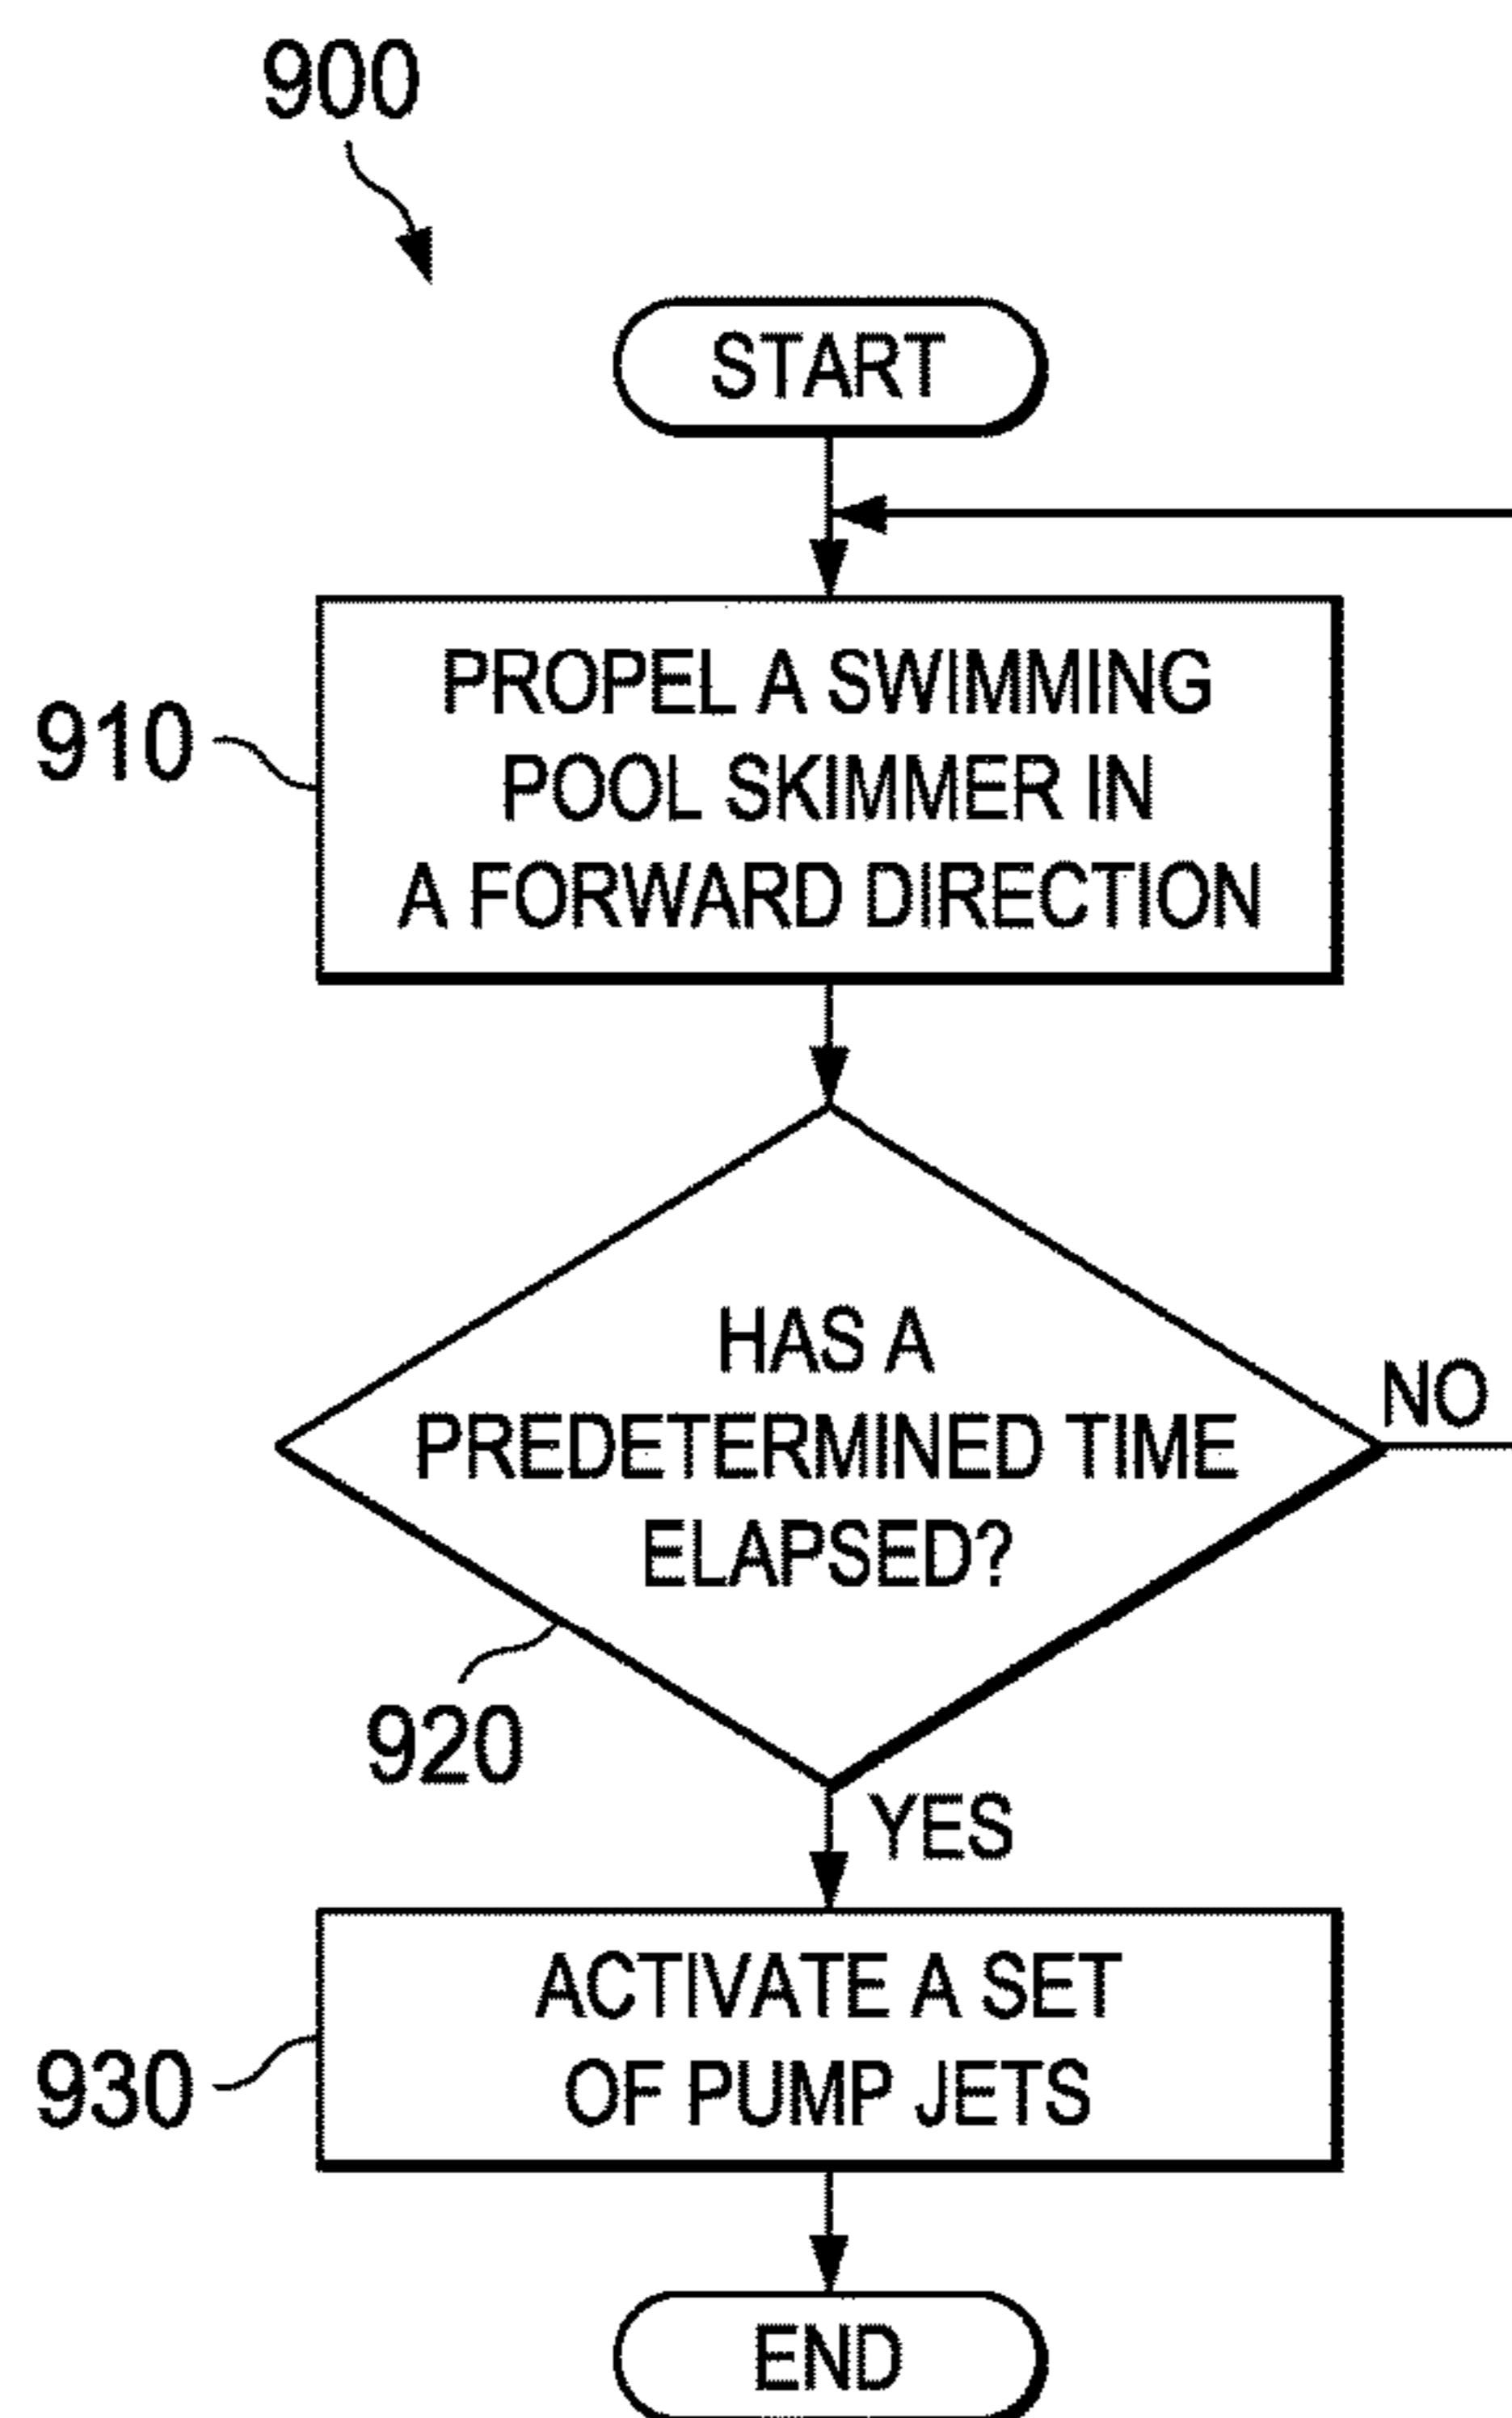 900
START
910
PROPEL A SWIMMING
POOL SKIMMER IN
A FORWARD DIRECTION
HAS A
PREDETERMINED TIME
ELAPSED?
NO
920
YES
930
ACTIVATE A SET
OF PUMP JETS
END